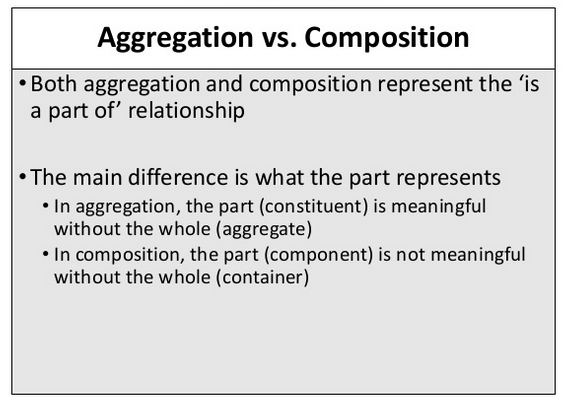 Aggregation vs. Composition
• Both aggregation and composition represent the ‘is
a part of’ relationship
• The main difference is what the part represents
• In aggregation, the part (constituent) is meaningful
without the whole (aggregate)
• In composition, the part (component) is not meaningful
without the whole (container)